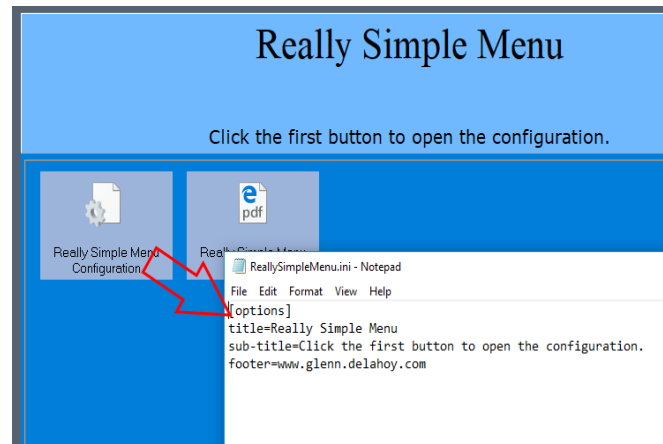 Really Simple Menu
Click the first button to open the configuration.
pdf
Really Simple Menu
Configuration
ReallySimpleMenu.ini - Notepad
File Edit Format View Help
[options]
title=Really Simple Menu
sub-title=Click the first button to open the configuration.
footer=www.glenn.delahoy.com